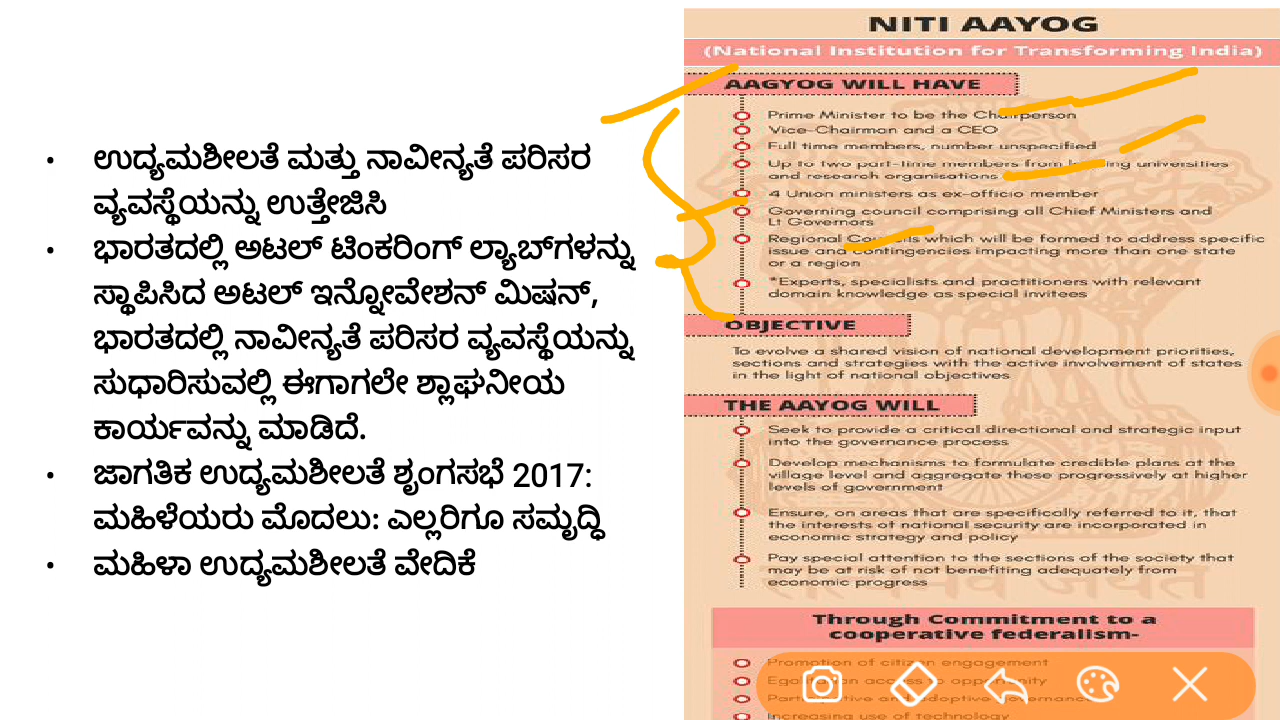 • ಉದ್ಯಮಶೀಲತೆ ಮತ್ತು ನಾವೀನ್ಯತೆ ಪರಿಸರ
ವ್ಯವಸ್ಥೆಯನ್ನು ಉತ್ತೇಜಿಸಿ
• ಭಾರತದಲ್ಲಿ ಅಟಲ್ ಟಿಂಕರಿಂಗ್ ಲ್ಯಾಬ್‌ಗಳನ್ನು
ಸ್ಥಾಪಿಸಿದ ಅಟಲ್ ಇನ್ನೋವೇಶನ್ ಮಿಷನ್,
ಭಾರತದಲ್ಲಿ ನಾವೀನ್ಯತೆ ಪರಿಸರ ವ್ಯವಸ್ಥೆಯನ್ನು
ಸುಧಾರಿಸುವಲ್ಲಿ ಈಗಾಗಲೇ ಶ್ಲಾಘನೀಯ
ಕಾರ್ಯವನ್ನು ಮಾಡಿದೆ.
• ಜಾಗತಿಕ ಉದ್ಯಮಶೀಲತೆ ಶೃಂಗಸಭೆ 2017:
ಮಹಿಳೆಯರು ಮೊದಲು: ಎಲ್ಲರಿಗೂ ಸಮೃದ್ಧಿ
• ಮಹಿಳಾ ಉದ್ಯಮಶೀಲತೆ ವೇದಿಕೆ
NITI AAYOG
(National Institution for Transforming India)
AAGYOG WILL HAVE
Prime Minister to be the Chairperson
Vice-Chairman and a CEO
Full time members, number unspecified
Up to two part-time members from leading universities
and research organisations
4 Union ministers as ex-officio member
Governing council comprising all Chief Ministers and
Lt Governors
Regional Councils which will be formed to address specific
issue and contingencies impacting more than one state
or a region
*Experts, specialists and practitioners with relevant
domain knowledge as special invitees
OBJECTIVE
To evolve a shared vision of national development priorities,
sections and strategies with the active involvement of states
in the light of national objectives
THE AAYOG WILL
Seek to provide a critical directional and strategic input
into the governance process
Develop mechanisms to formulate credible plans at the
village level and aggregate these progressively at higher
levels of government
Ensure, on areas that are specifically referred to it, that
the interests of national security are incorporated in
economic strategy and policy
Pay special attention to the sections of the society that
may be at risk of not benefiting adequately from
economic progress
Through Commitment to a
cooperative federalism-
Promotion of citizen engagement
Egalitarian access to opportunity
Participative and adoptive governance
Increasing use of technology